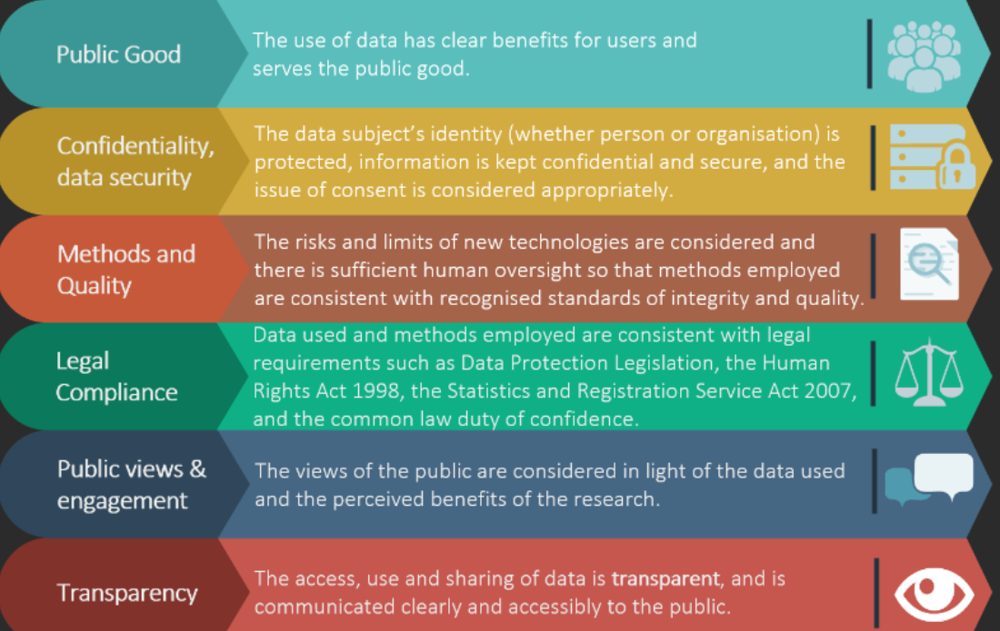 Public Good
The use of data has clear benefits for users and
serves the public good.
Confidentiality,
data security
The data subject's identity (whether person or organisation) is
protected, information is kept confidential and secure, and the
issue of consent is considered appropriately.
Methods and
Quality
The risks and limits of new technologies are considered and
there is sufficient human oversight so that methods employed
are consistent with recognised standards of integrity and quality.
Legal
Compliance
Data used and methods employed are consistent with legal
requirements such as Data Protection Legislation, the Human
Rights Act 1998, the Statistics and Registration Service Act 2007,
and the common law duty of confidence.
Public views &
engagement
The views of the public are considered in light of the data used
and the perceived benefits of the research.
Transparency
The access, use and sharing of data is transparent, and is
communicated clearly and accessibly to the public.